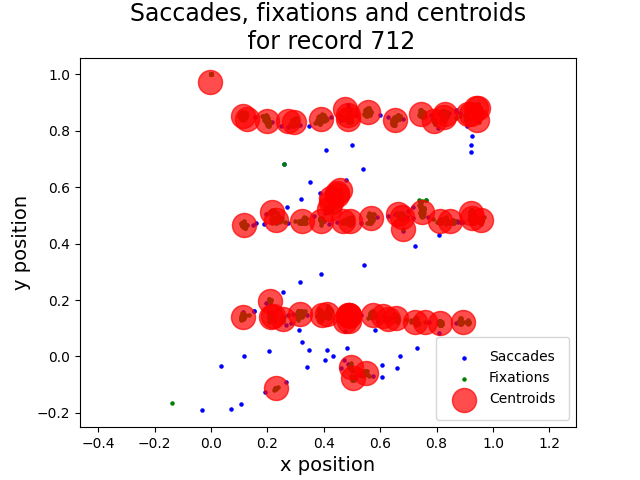 Saccades, fixations and centroids
for record 712
y position
1.0
0.8
0.6
0.4
0.2
0.0
−0.2
−0.4
−0.2
0.0
0.2
0.4
0.6
0.8
1.0
1.2
x position
Saccades
Fixations
Centroids